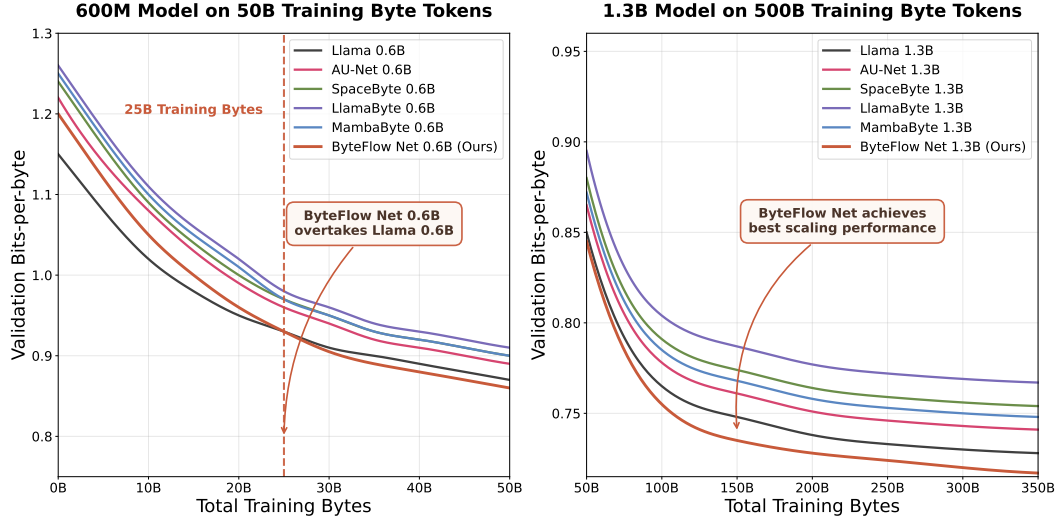 600M Model on 50B Training Byte Tokens
Validation Bits-per-byte
1.3
1.2
1.1
1.0
0.9
0.8
0B
10B
20B
30B
40B
50B
Total Training Bytes
25B Training Bytes
Llama 0.6B
AU-Net 0.6B
SpaceByte 0.6B
LlamaByte 0.6B
MambaByte 0.6B
ByteFlow Net 0.6B (Ours)
ByteFlow Net 0.6B
overtakes Llama 0.6B
1.3B Model on 500B Training Byte Tokens
Validation Bits-per-byte
0.95
0.90
0.85
0.80
0.75
50B
100B
150B
200B
250B
300B
350B
Total Training Bytes
Llama 1.3B
AU-Net 1.3B
SpaceByte 1.3B
LlamaByte 1.3B
MambaByte 1.3B
ByteFlow Net 1.3B (Ours)
ByteFlow Net achieves
best scaling performance